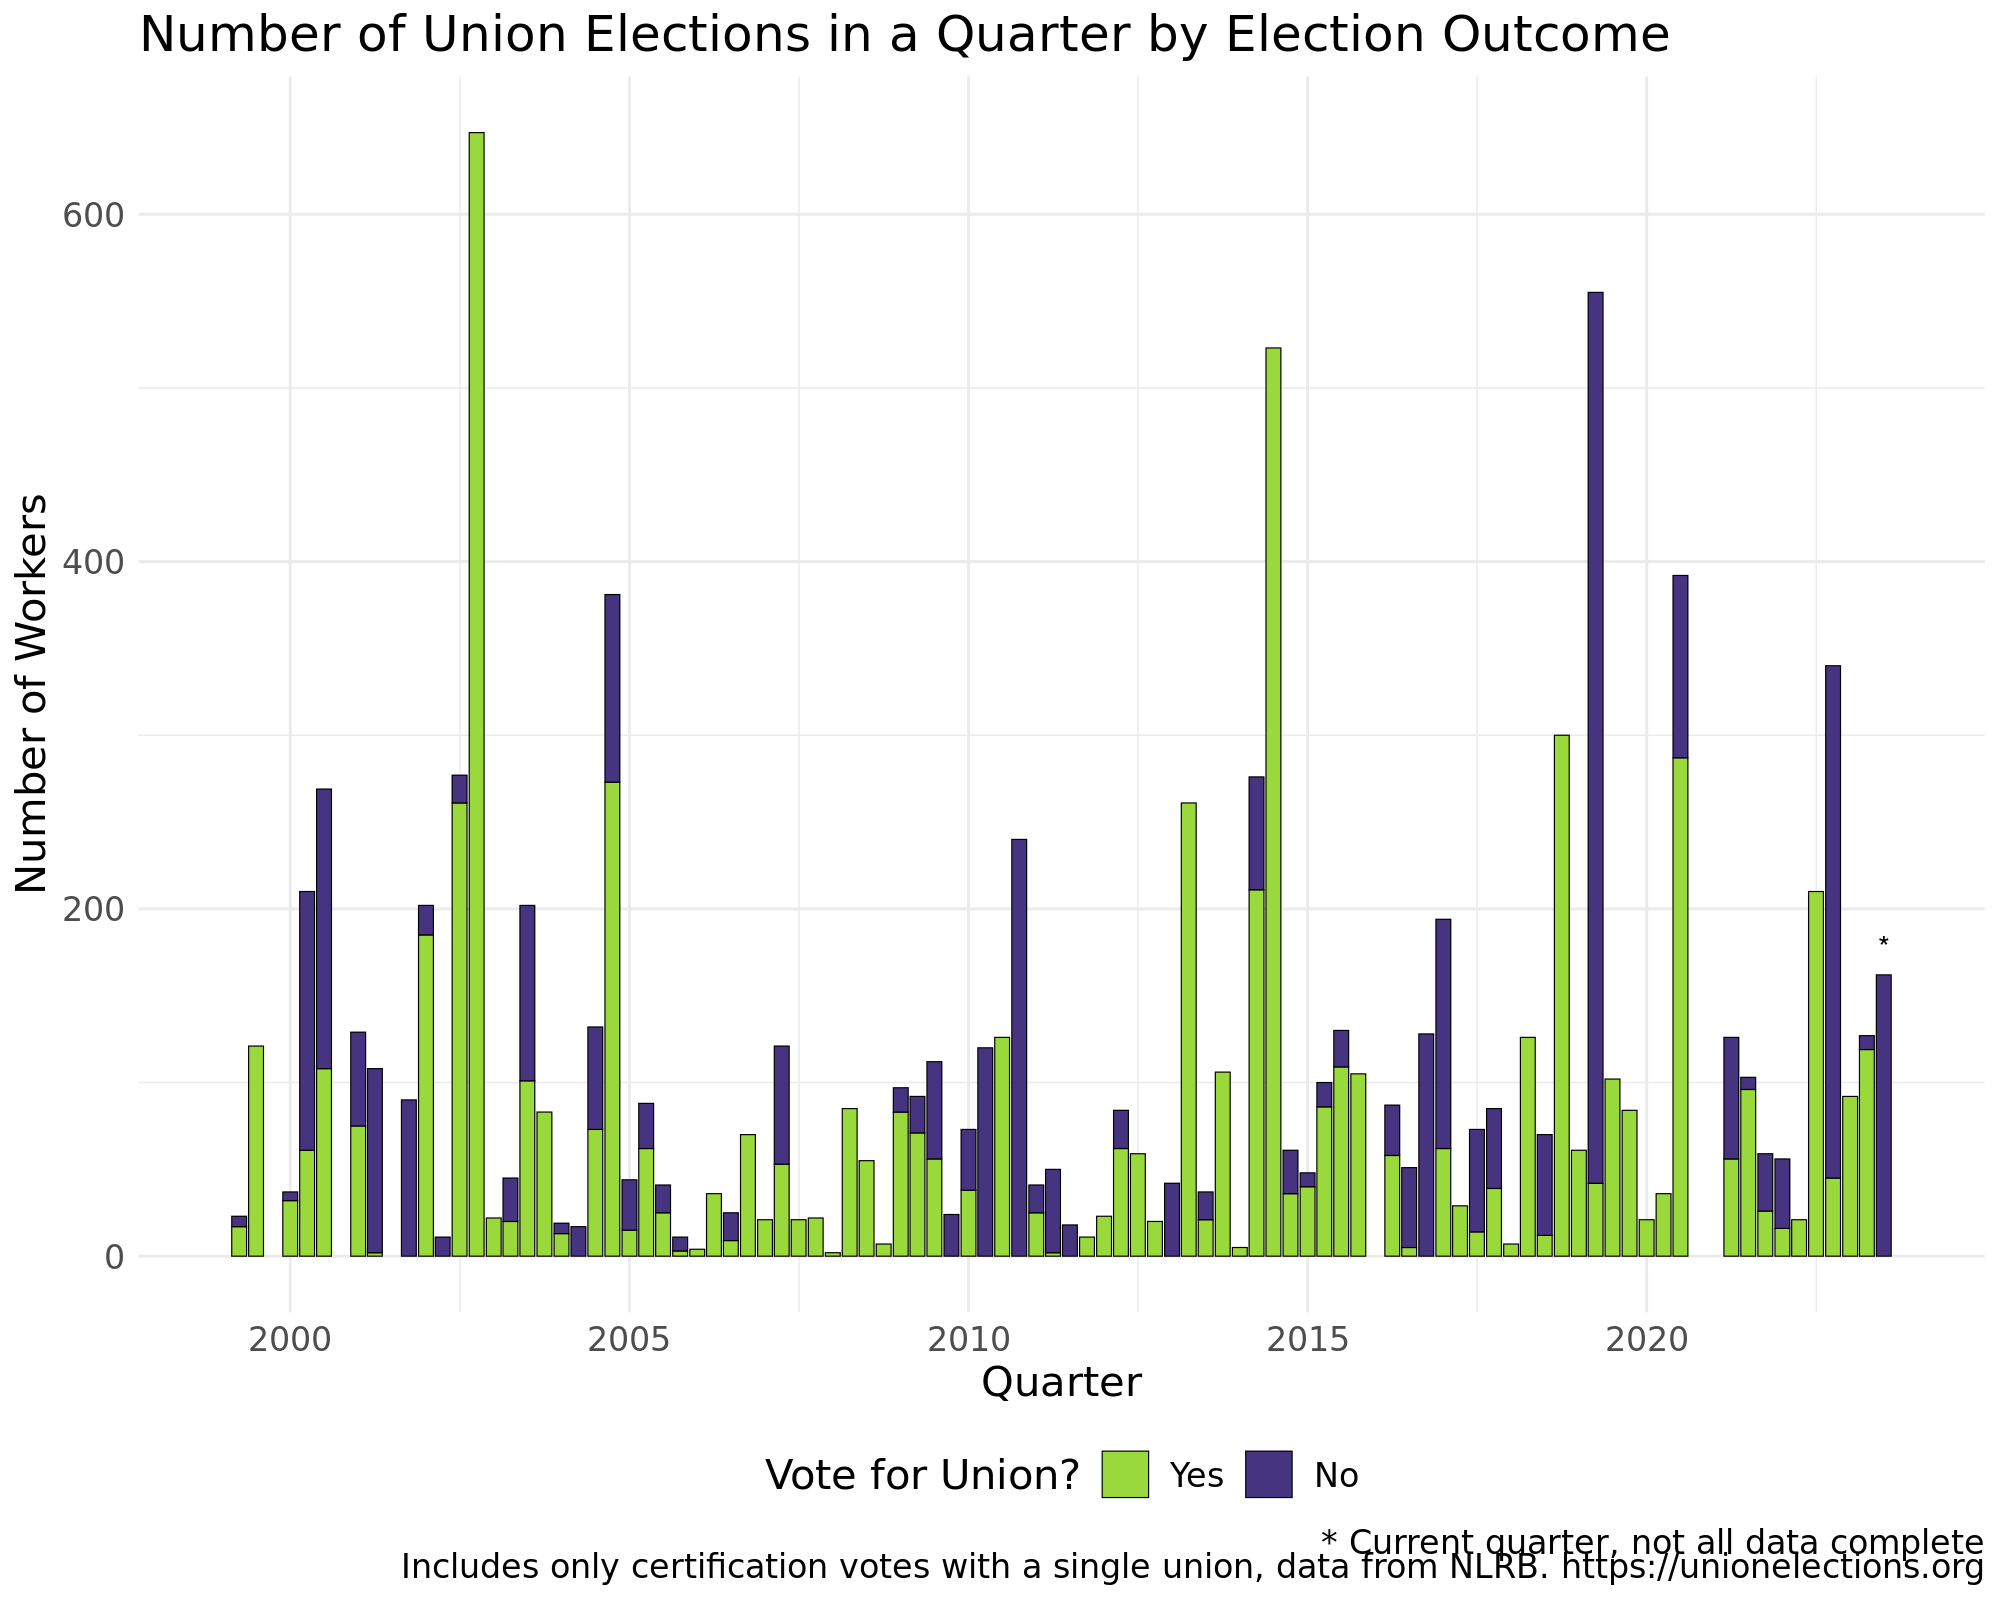 Number of Union Elections in a Quarter by Election Outcome
Number of Workers
600
400
200
0
*
2000 2005 2010 2015 2020
Quarter
Vote for Union? Yes No
* Current quarter, not all data complete
Includes only certification votes with a single union, data from NLRB. https://unionelections.org